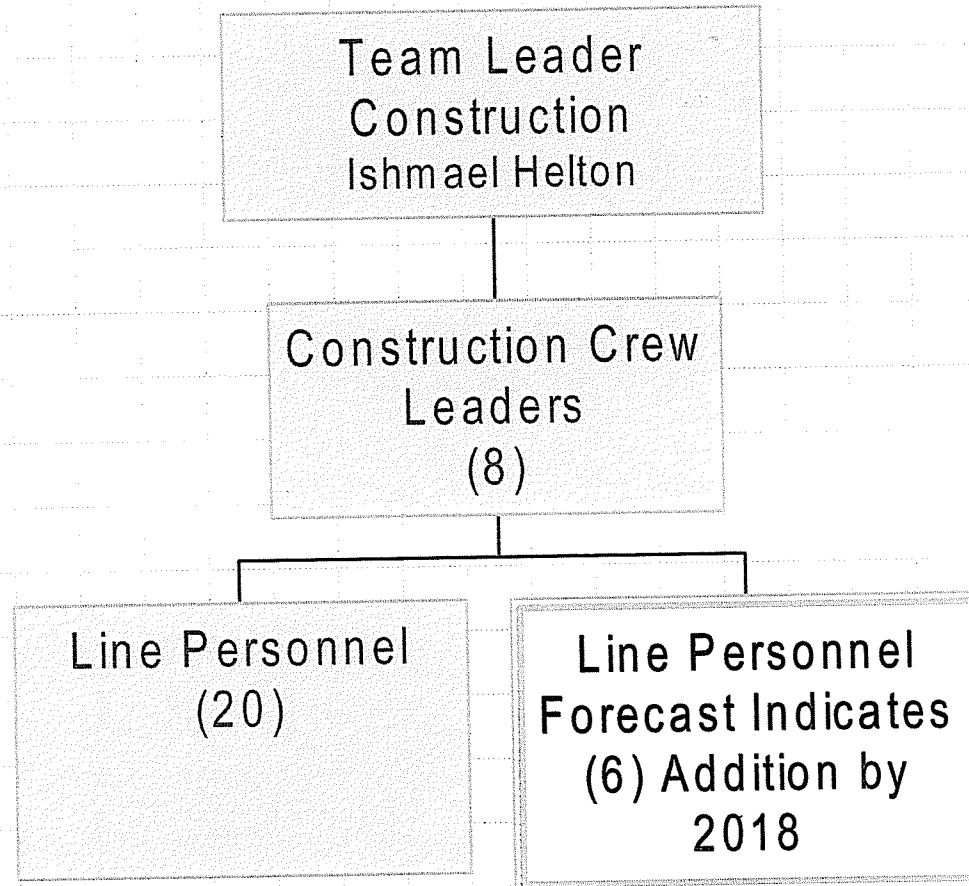 Team Leader
Construction
Ishmael Helton
Construction Crew
Leaders
(8)
Line Personnel
(20)
Line Personnel
Forecast Indicates
(6) Addition by
2018